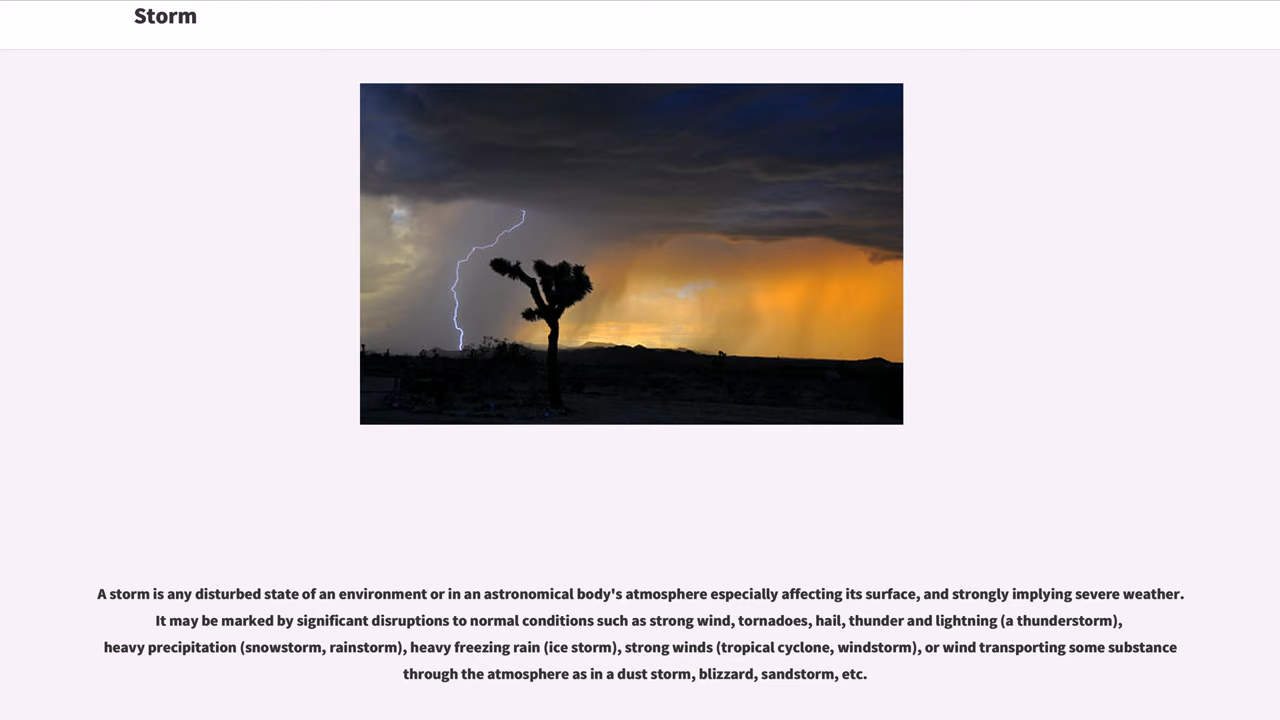 Storm
A storm is any disturbed state of an environment or in an astronomical body's atmosphere especially affecting its surface, and strongly implying severe weather.
It may be marked by significant disruptions to normal conditions such as strong wind, tornadoes, hail, thunder and lightning (a thunderstorm),
heavy precipitation (snowstorm, rainstorm), heavy freezing rain (ice storm), strong winds (tropical cyclone, windstorm), or wind transporting some substance
through the atmosphere as in a dust storm, blizzard, sandstorm, etc.